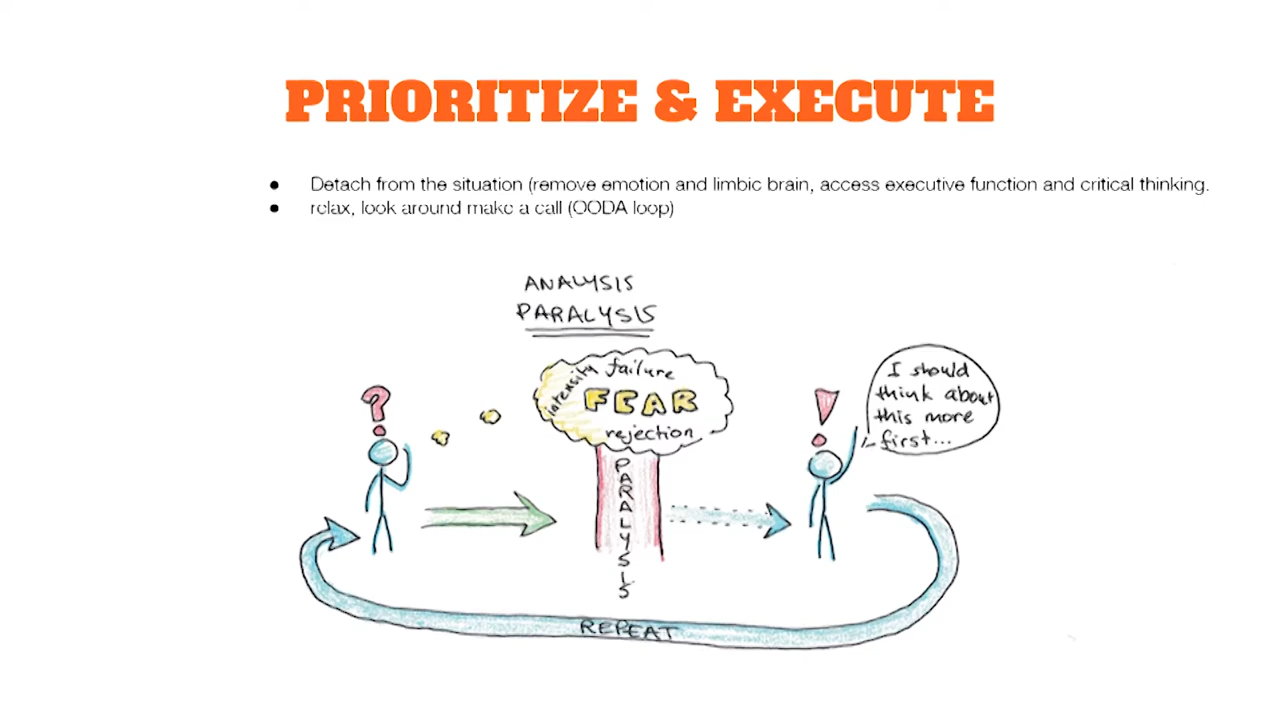 PRIORITIZE & EXECUTE
● Detach from the situation (remove emotion and limbic brain, access executive function and critical thinking.
● relax, look around make a call (OODA loop)
ANALYSIS
PARALYSIS
intensity failure
FEAR
rejection
PARALYSIS
?
!
I should
think about
this more
first...
REPEAT